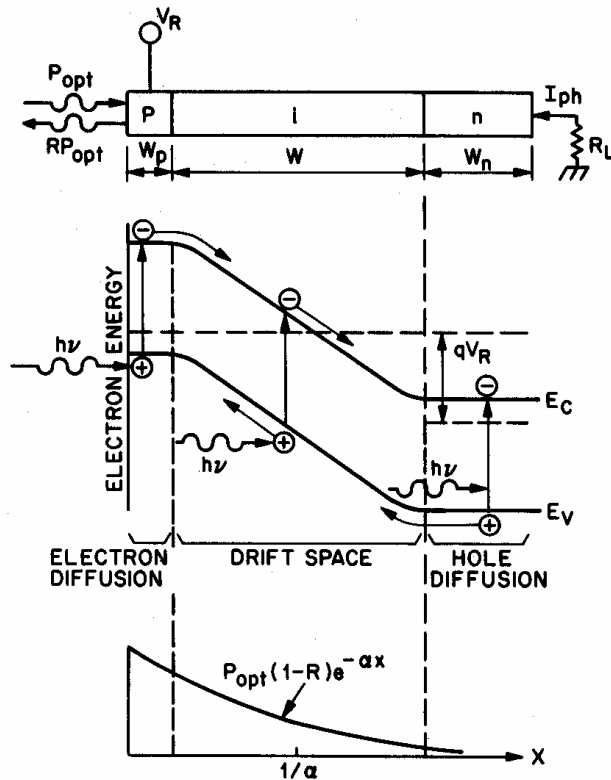 V_R
P_opt
RP_opt
P
i
n
I_ph
R_L
W_p
W
W_n
ELECTRON ENERGY
hν
−
+
−
+
hν
qV_R
−
E_C
hν
+
E_V
ELECTRON DIFFUSION
DRIFT SPACE
HOLE DIFFUSION
P_opt(1-R)e^-αx
1/α
X